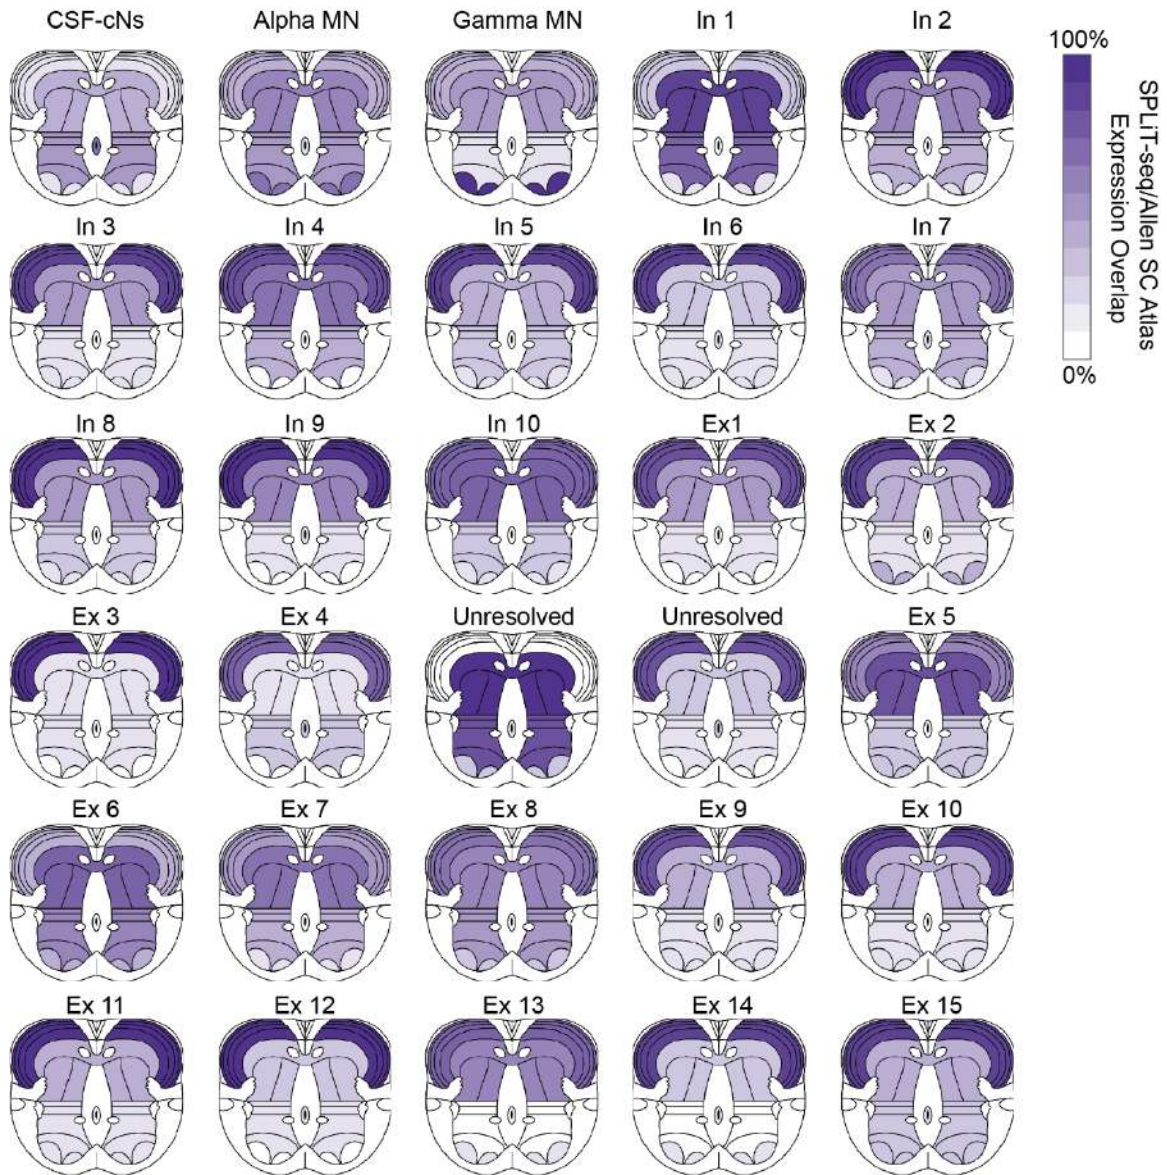 CSF-cNs Alpha MN Gamma MN In 1 In 2
100%
SPLiT-seq/Allen SC Atlas
Expression Overlap
0%
In 3 In 4 In 5 In 6 In 7
In 8 In 9 In 10 Ex1 Ex 2
Ex 3 Ex 4 Unresolved Unresolved Ex 5
Ex 6 Ex 7 Ex 8 Ex 9 Ex 10
Ex 11 Ex 12 Ex 13 Ex 14 Ex 15